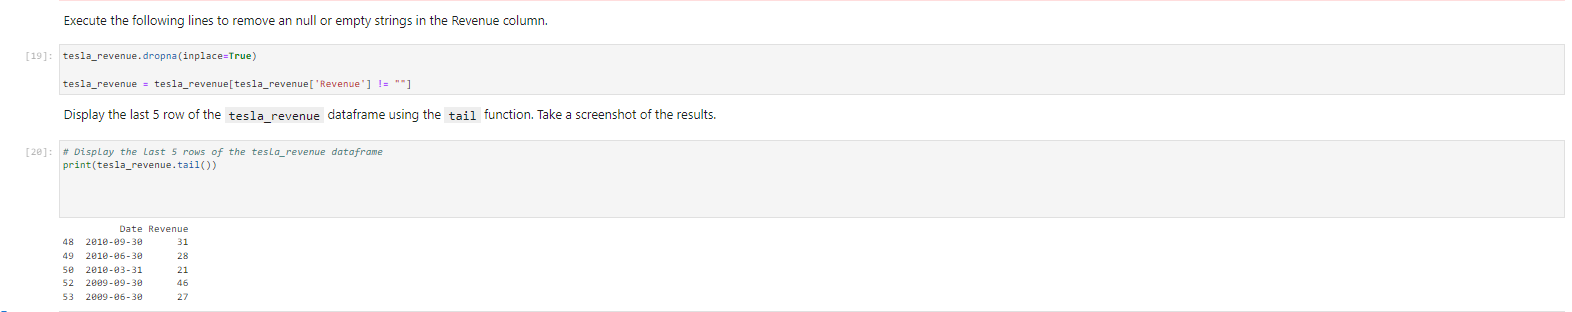 Execute the following lines to remove an null or empty strings in the Revenue column.
[19]: tesla_revenue.dropna(inplace=True)
tesla_revenue = tesla_revenue[tesla_revenue['Revenue'] != ""]
Display the last 5 row of the tesla_revenue dataframe using the tail function. Take a screenshot of the results.
[20]: # Display the last 5 rows of the tesla_revenue dataframe
print(tesla_revenue.tail())
Date Revenue
48 2010-09-30 31
49 2010-06-30 28
50 2010-03-31 21
52 2009-09-30 46
53 2009-06-30 27